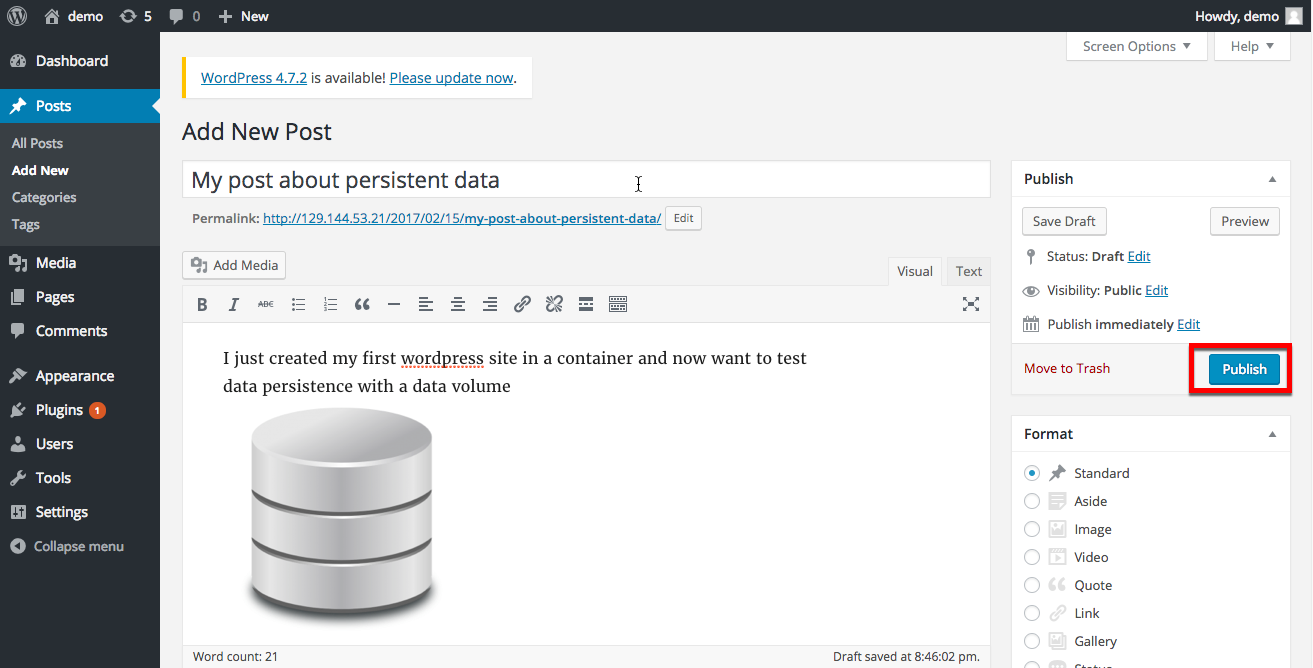 demo 5 0 New Howdy, demo
Dashboard
Posts
All Posts
Add New
Categories
Tags
Media
Pages
Comments
Appearance
Plugins 1
Users
Tools
Settings
Collapse menu
Screen Options Help
WordPress 4.7.2 is available! Please update now.
Add New Post
My post about persistent data
Permalink: http://129.144.53.21/2017/02/15/my-post-about-persistent-data/ Edit
Add Media
Visual Text
B I ABC
I just created my first wordpress site in a container and now want to test
data persistence with a data volume
Word count: 21 Draft saved at 8:46:02 pm.
Publish
Save Draft Preview
Status: Draft Edit
Visibility: Public Edit
Publish immediately Edit
Move to Trash Publish
Format
Standard
Aside
Image
Video
Quote
Link
Gallery
Status